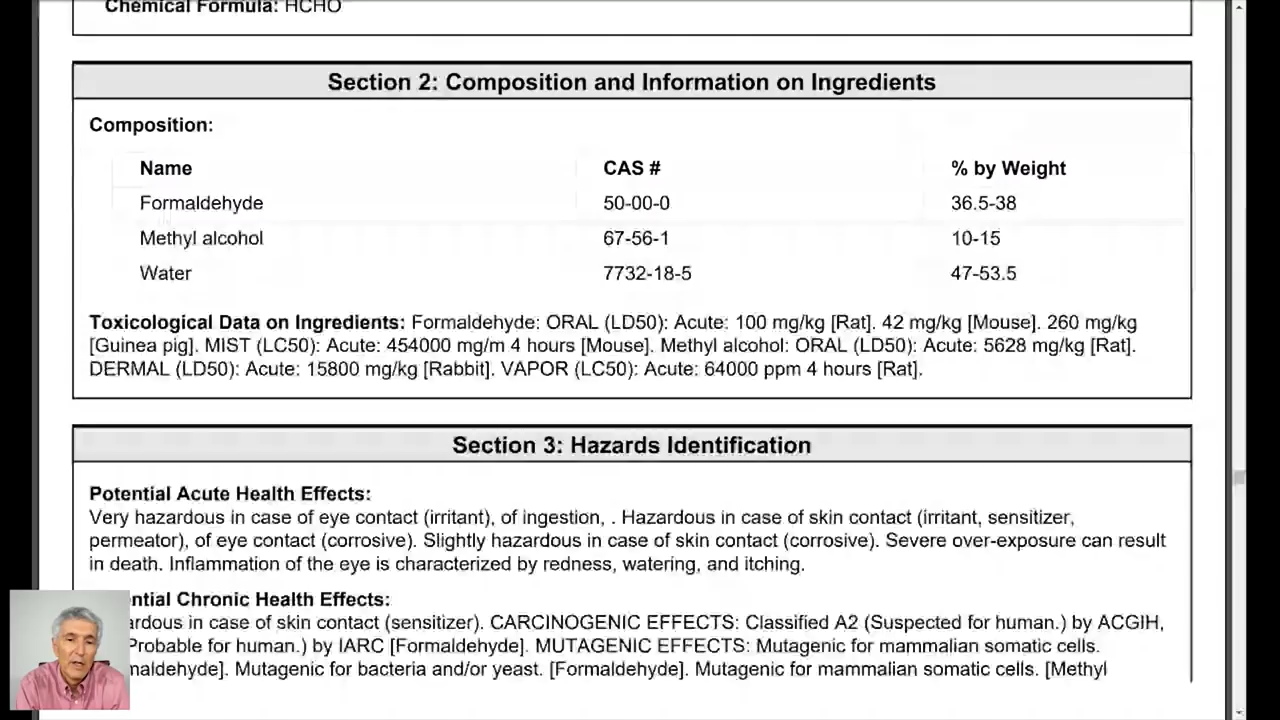 Chemical Formula: HCHO
Section 2: Composition and Information on Ingredients
Composition:
Name CAS # % by Weight
Formaldehyde 50-00-0 36.5-38
Methyl alcohol 67-56-1 10-15
Water 7732-18-5 47-53.5
Toxicological Data on Ingredients: Formaldehyde: ORAL (LD50): Acute: 100 mg/kg [Rat]. 42 mg/kg [Mouse]. 260 mg/kg
[Guinea pig]. MIST (LC50): Acute: 454000 mg/m 4 hours [Mouse]. Methyl alcohol: ORAL (LD50): Acute: 5628 mg/kg [Rat].
DERMAL (LD50): Acute: 15800 mg/kg [Rabbit]. VAPOR (LC50): Acute: 64000 ppm 4 hours [Rat].
Section 3: Hazards Identification
Potential Acute Health Effects:
Very hazardous in case of eye contact (irritant), of ingestion, . Hazardous in case of skin contact (irritant, sensitizer,
permeator), of eye contact (corrosive). Slightly hazardous in case of skin contact (corrosive). Severe over-exposure can result
in death. Inflammation of the eye is characterized by redness, watering, and itching.
ential Chronic Health Effects:
ardous in case of skin contact (sensitizer). CARCINOGENIC EFFECTS: Classified A2 (Suspected for human.) by ACGIH,
Probable for human.) by IARC [Formaldehyde]. MUTAGENIC EFFECTS: Mutagenic for mammalian somatic cells.
maldehyde]. Mutagenic for bacteria and/or yeast. [Formaldehyde]. Mutagenic for mammalian somatic cells. [Methyl